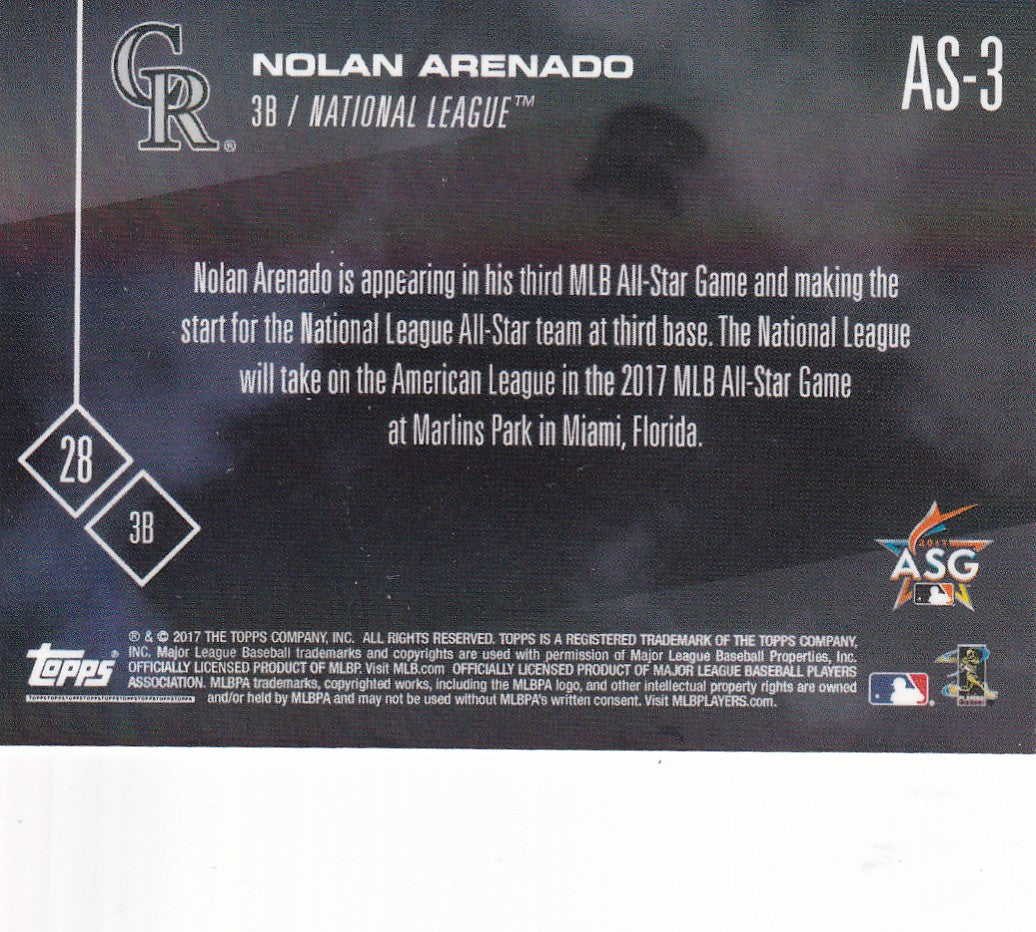 CR®
NOLAN ARENADO
3B / NATIONAL LEAGUE™
AS-3
Nolan Arenado is appearing in his third MLB All-Star Game and making the
start for the National League All-Star team at third base. The National League
will take on the American League in the 2017 MLB All-Star Game
at Marlins Park in Miami, Florida.
28
3B
2017
ASG
topps®
® & © 2017 THE TOPPS COMPANY, INC. ALL RIGHTS RESERVED. TOPPS IS A REGISTERED TRADEMARK OF THE TOPPS COMPANY,
INC. Major League Baseball trademarks and copyrights are used with permission of Major League Baseball Properties, Inc.
OFFICIALLY LICENSED PRODUCT OF MLBP. Visit MLB.com OFFICIALLY LICENSED PRODUCT OF MAJOR LEAGUE BASEBALL PLAYERS
ASSOCIATION. MLBPA trademarks, copyrighted works, including the MLBPA logo, and other intellectual property rights are owned
and/or held by MLBPA and may not be used without MLBPA's written consent. Visit MLBPLAYERS.com.